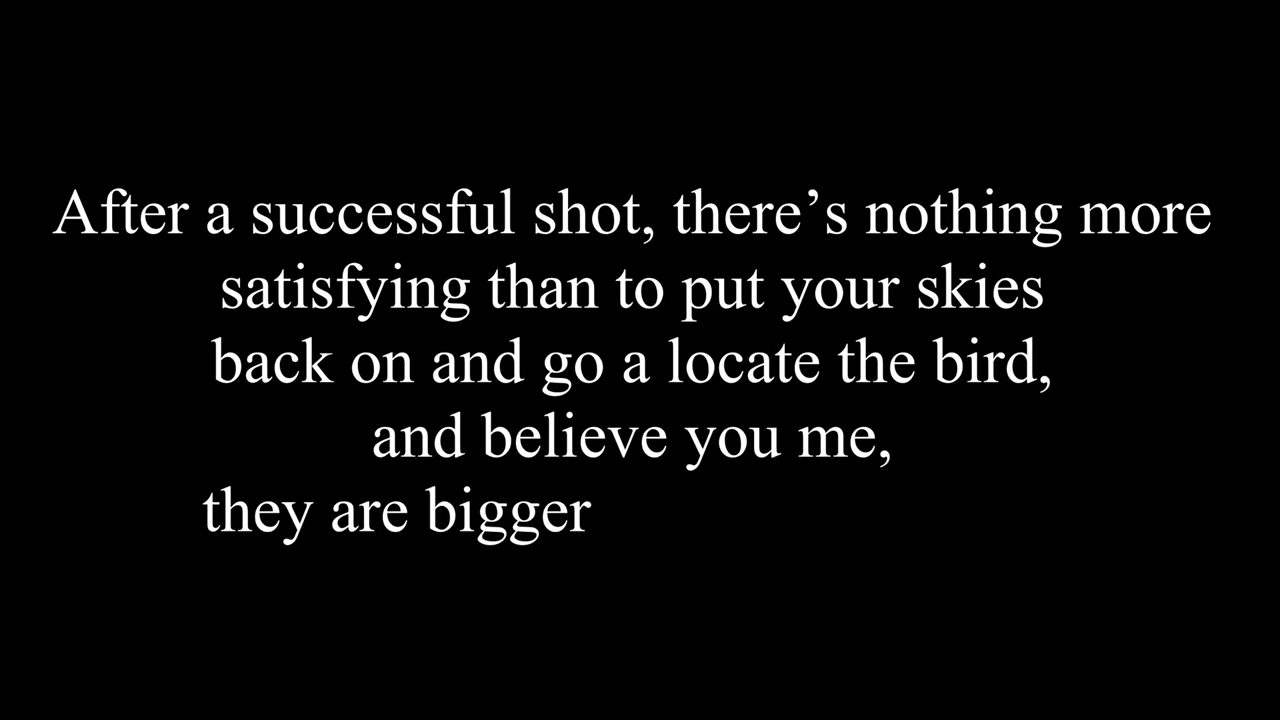 After a successful shot, there’s nothing more
satisfying than to put your skies
back on and go a locate the bird,
and believe you me,
they are bigger